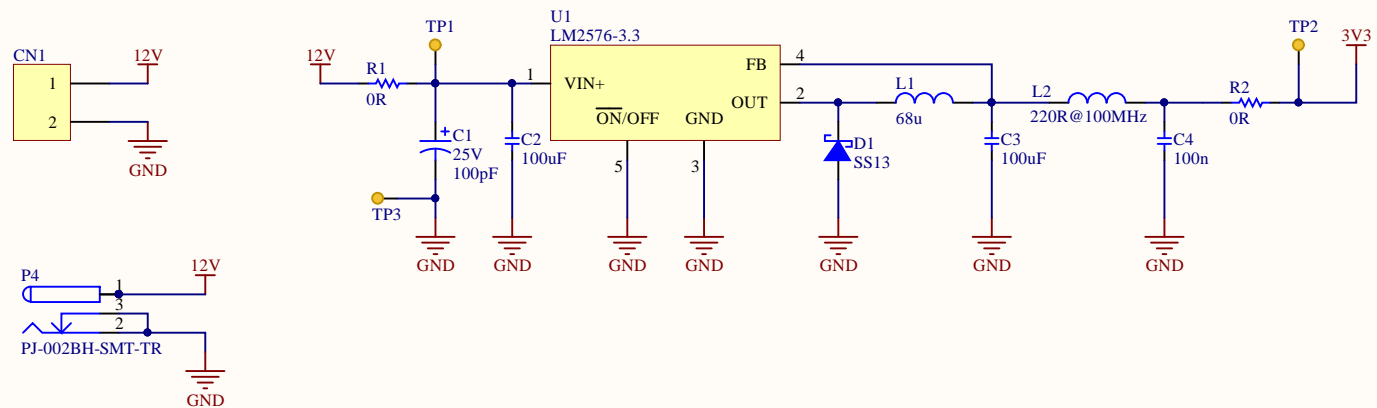 CN1
1
2
12V
GND
P4
1
3
2
PJ-002BH-SMT-TR
12V
GND
12V
R1
0R
TP1
C1
25V
100pF
TP3
GND
C2
100uF
GND
U1
LM2576-3.3
1
VIN+
FB
4
OUT
2
ON/OFF
GND
5
3
GND
GND
D1
SS13
GND
L1
68u
C3
100uF
GND
L2
220R@100MHz
C4
100n
GND
R2
0R
TP2
3V3